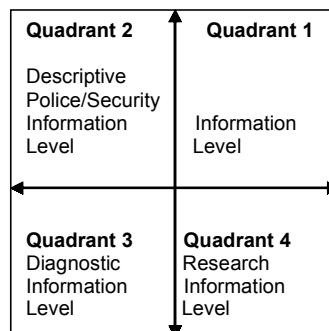 Quadrant 2
Descriptive
Police/Security
Information
Level
Quadrant 1
Information
Level
Quadrant 3
Diagnostic
Information
Level
Quadrant 4
Research
Information
Level